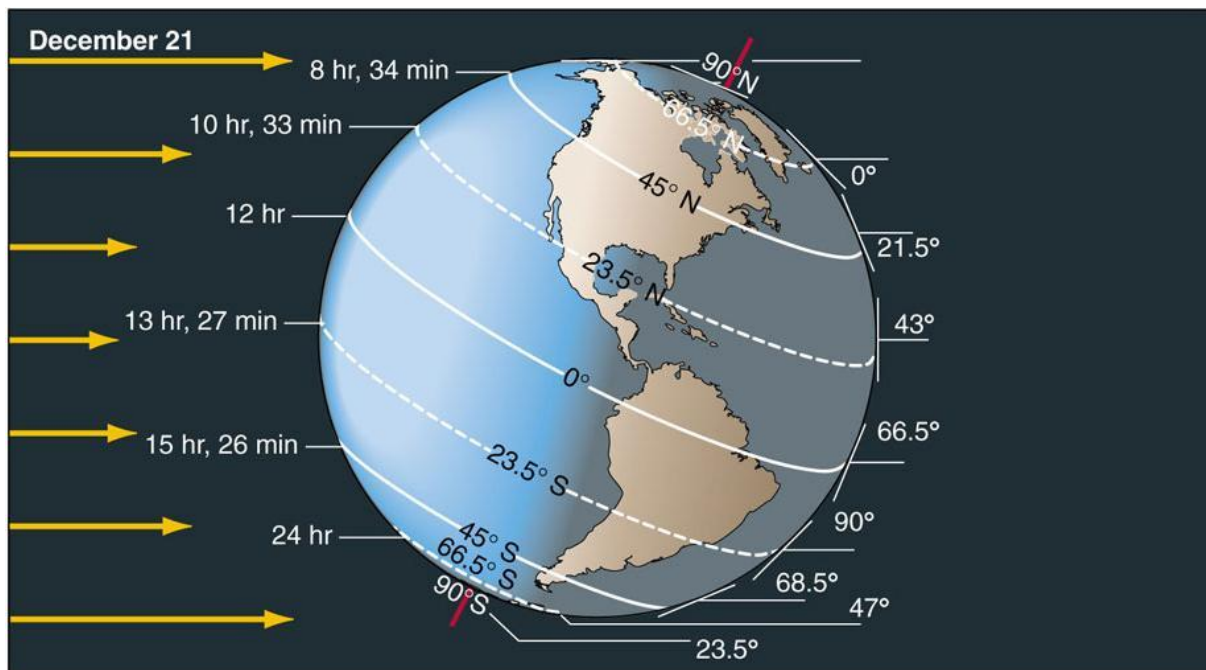 December 21
8 hr, 34 min
10 hr, 33 min
12 hr
13 hr, 27 min
15 hr, 26 min
24 hr
90°N
66.5° N
45° N
23.5° N
0°
23.5° S
45° S
66.5° S
90°S
0°
21.5°
43°
66.5°
90°
68.5°
47°
23.5°